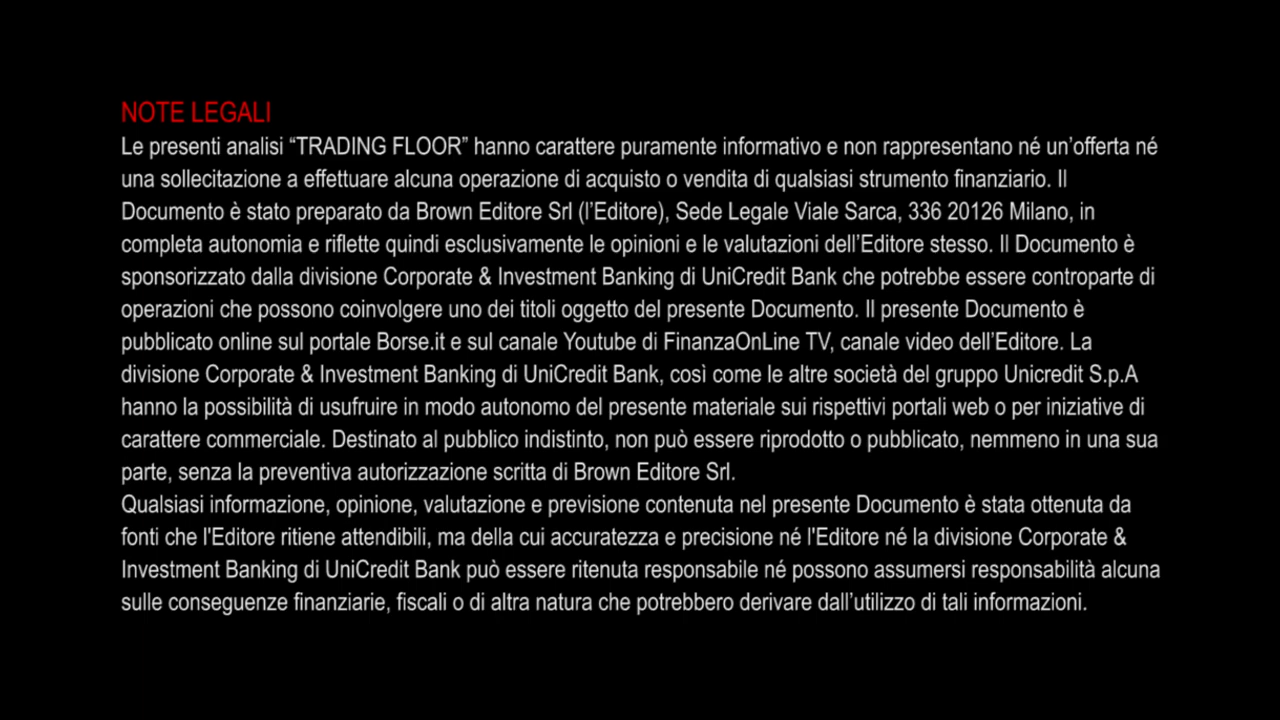 NOTE LEGALI
Le presenti analisi “TRADING FLOOR” hanno carattere puramente informativo e non rappresentano né un’offerta né
una sollecitazione a effettuare alcuna operazione di acquisto o vendita di qualsiasi strumento finanziario. Il
Documento è stato preparato da Brown Editore Srl (l’Editore), Sede Legale Viale Sarca, 336 20126 Milano, in
completa autonomia e riflette quindi esclusivamente le opinioni e le valutazioni dell’Editore stesso. Il Documento è
sponsorizzato dalla divisione Corporate & Investment Banking di UniCredit Bank che potrebbe essere controparte di
operazioni che possono coinvolgere uno dei titoli oggetto del presente Documento. Il presente Documento è
pubblicato online sul portale Borse.it e sul canale Youtube di FinanzaOnLine TV, canale video dell’Editore. La
divisione Corporate & Investment Banking di UniCredit Bank, così come le altre società del gruppo Unicredit S.p.A
hanno la possibilità di usufruire in modo autonomo del presente materiale sui rispettivi portali web o per iniziative di
carattere commerciale. Destinato al pubblico indistinto, non può essere riprodotto o pubblicato, nemmeno in una sua
parte, senza la preventiva autorizzazione scritta di Brown Editore Srl.
Qualsiasi informazione, opinione, valutazione e previsione contenuta nel presente Documento è stata ottenuta da
fonti che l'Editore ritiene attendibili, ma della cui accuratezza e precisione né l'Editore né la divisione Corporate &
Investment Banking di UniCredit Bank può essere ritenuta responsabile né possono assumersi responsabilità alcuna
sulle conseguenze finanziarie, fiscali o di altra natura che potrebbero derivare dall’utilizzo di tali informazioni.